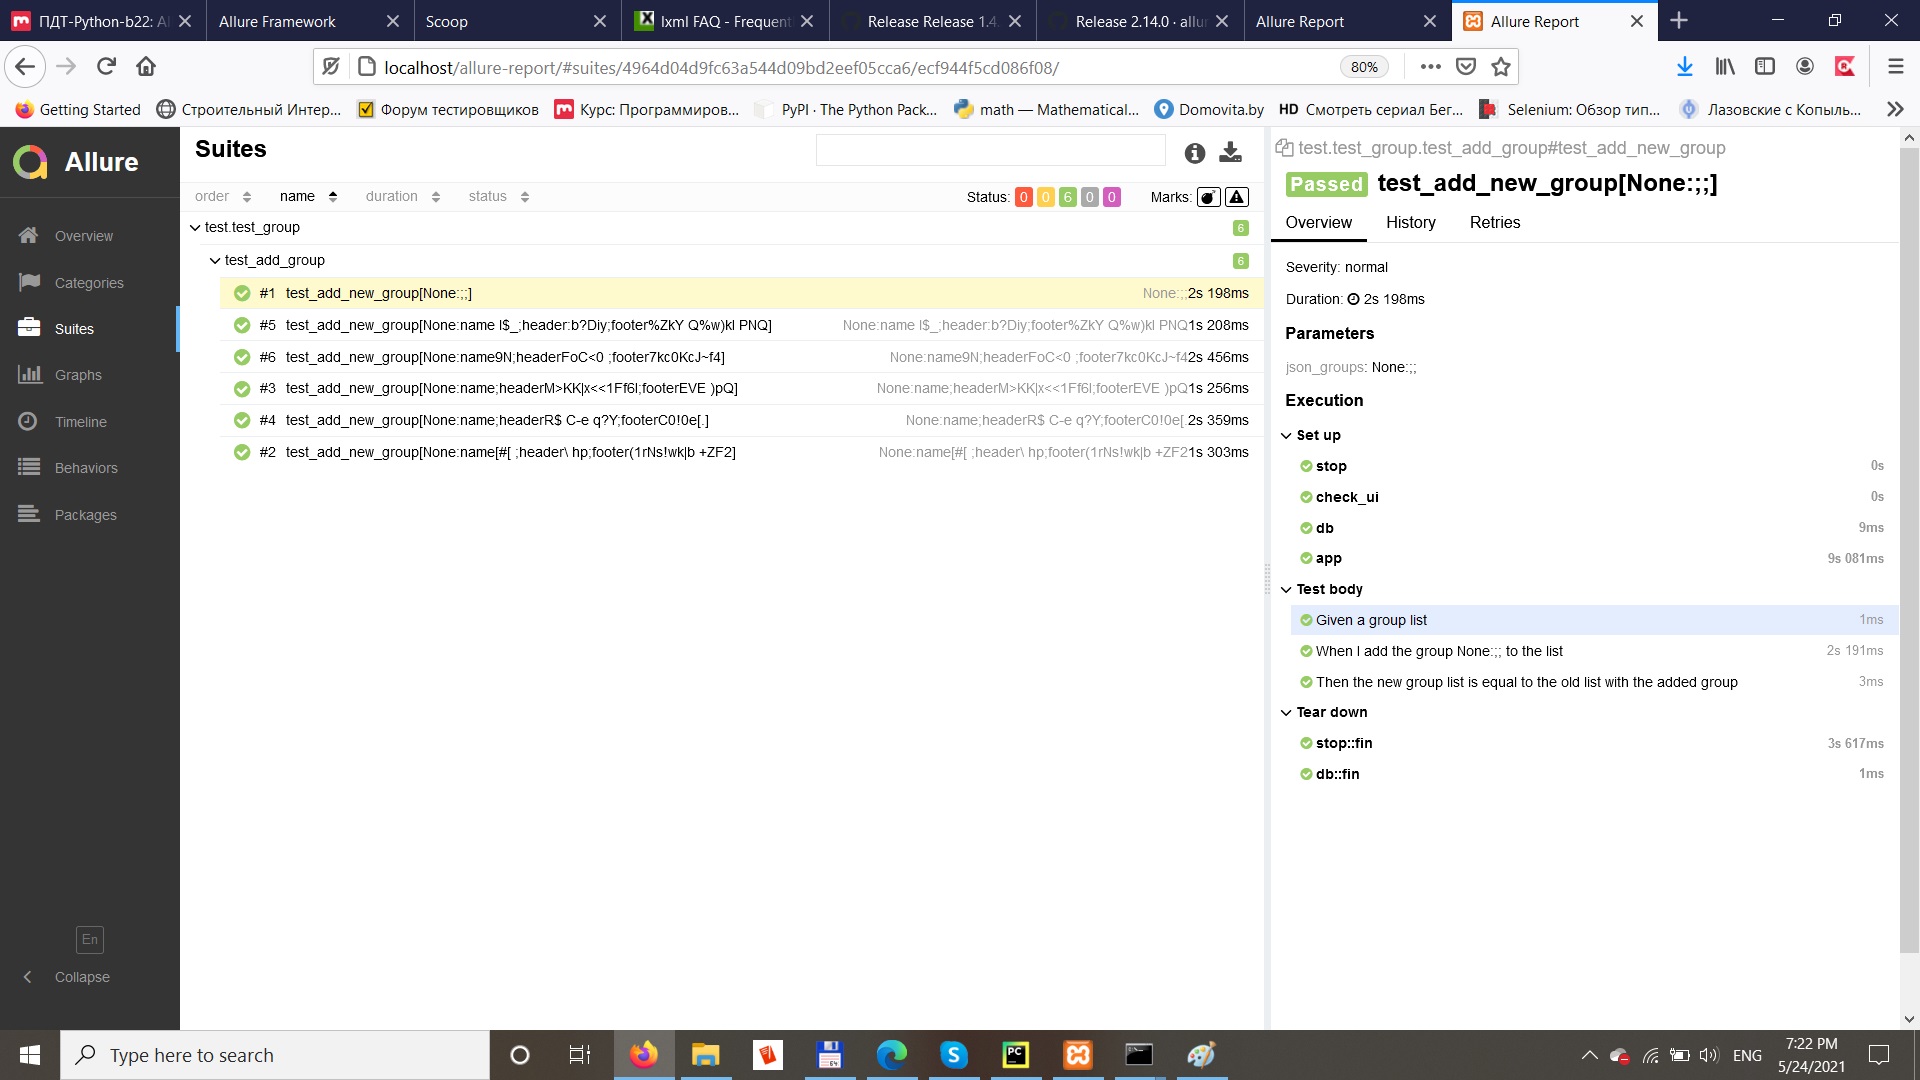 ПДТ-Python-b22: Al
Allure Framework
Scoop
lxml FAQ - Frequent
Release Release 1.4.
Release 2.14.0 · allur
Allure Report
Allure Report
localhost/allure-report/#suites/4964d04d9fc63a544d09bd2eef05cca6/ecf944f5cd086f08/
80%
Getting Started
Строительный Интер...
Форум тестировщиков
Курс: Программиров...
PyPI · The Python Pack...
math — Mathematical...
Domovita.by
HD Смотреть сериал Бег...
Selenium: Обзор тип...
Лазовские с Копыль...
Allure
Overview
Categories
Suites
Graphs
Timeline
Behaviors
Packages
En
Collapse
Suites
order name duration status
Status: 0 0 6 0 0 Marks:
test.test_group 6
test_add_group 6
#1 test_add_new_group[None:;;] None:;;2s 198ms
#5 test_add_new_group[None:name l$_;header:b?Diy;footer%ZkY Q%w)kl PNQ] None:name l$_;header:b?Diy;footer%ZkY Q%w)kl PNQ1s 208ms
#6 test_add_new_group[None:name9N;headerFoC<0 ;footer7kc0KcJ~f4] None:name9N;headerFoC<0 ;footer7kc0KcJ~f42s 456ms
#3 test_add_new_group[None:name;headerM>KK|x<<1Ff6l;footerEVE )pQ] None:name;headerM>KK|x<<1Ff6l;footerEVE )pQ1s 256ms
#4 test_add_new_group[None:name;headerR$ C-e q?Y;footerC0!0e[.] None:name;headerR$ C-e q?Y;footerC0!0e[.2s 359ms
#2 test_add_new_group[None:name[#[ ;header\ hp;footer(1rNs!wk|b +ZF2] None:name[#[ ;header\ hp;footer(1rNs!wk|b +ZF21s 303ms
test.test_group.test_add_group#test_add_new_group
Passed test_add_new_group[None:;;]
Overview History Retries
Severity: normal
Duration: 2s 198ms
Parameters
json_groups: None:;;
Execution
Set up
stop 0s
check_ui 0s
db 9ms
app 9s 081ms
Test body
Given a group list 1ms
When I add the group None:;; to the list 2s 191ms
Then the new group list is equal to the old list with the added group 3ms
Tear down
stop::fin 3s 617ms
db::fin 1ms
Type here to search
64
PC
ENG
7:22 PM
5/24/2021